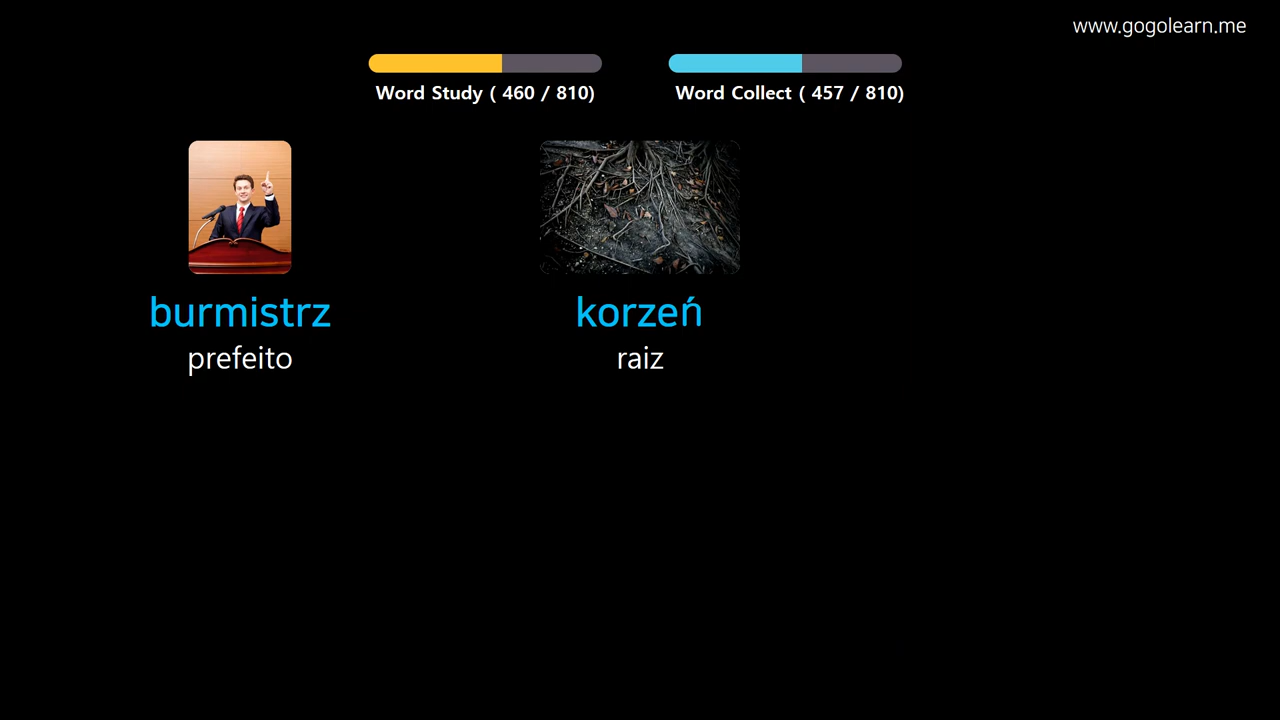 www.gogolearn.me
Word Study ( 460 / 810)
Word Collect ( 457 / 810)
burmistrz
prefeito
korzeń
raiz